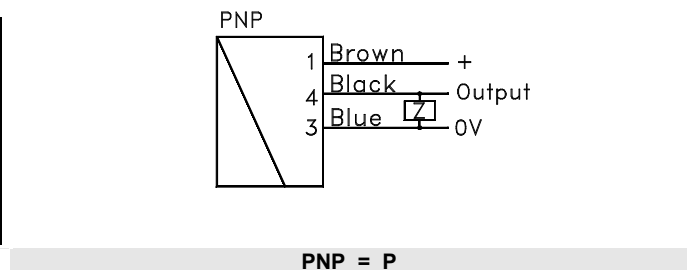 PNP
1 Brown +
4 Black Output
Z
3 Blue 0V
PNP = P